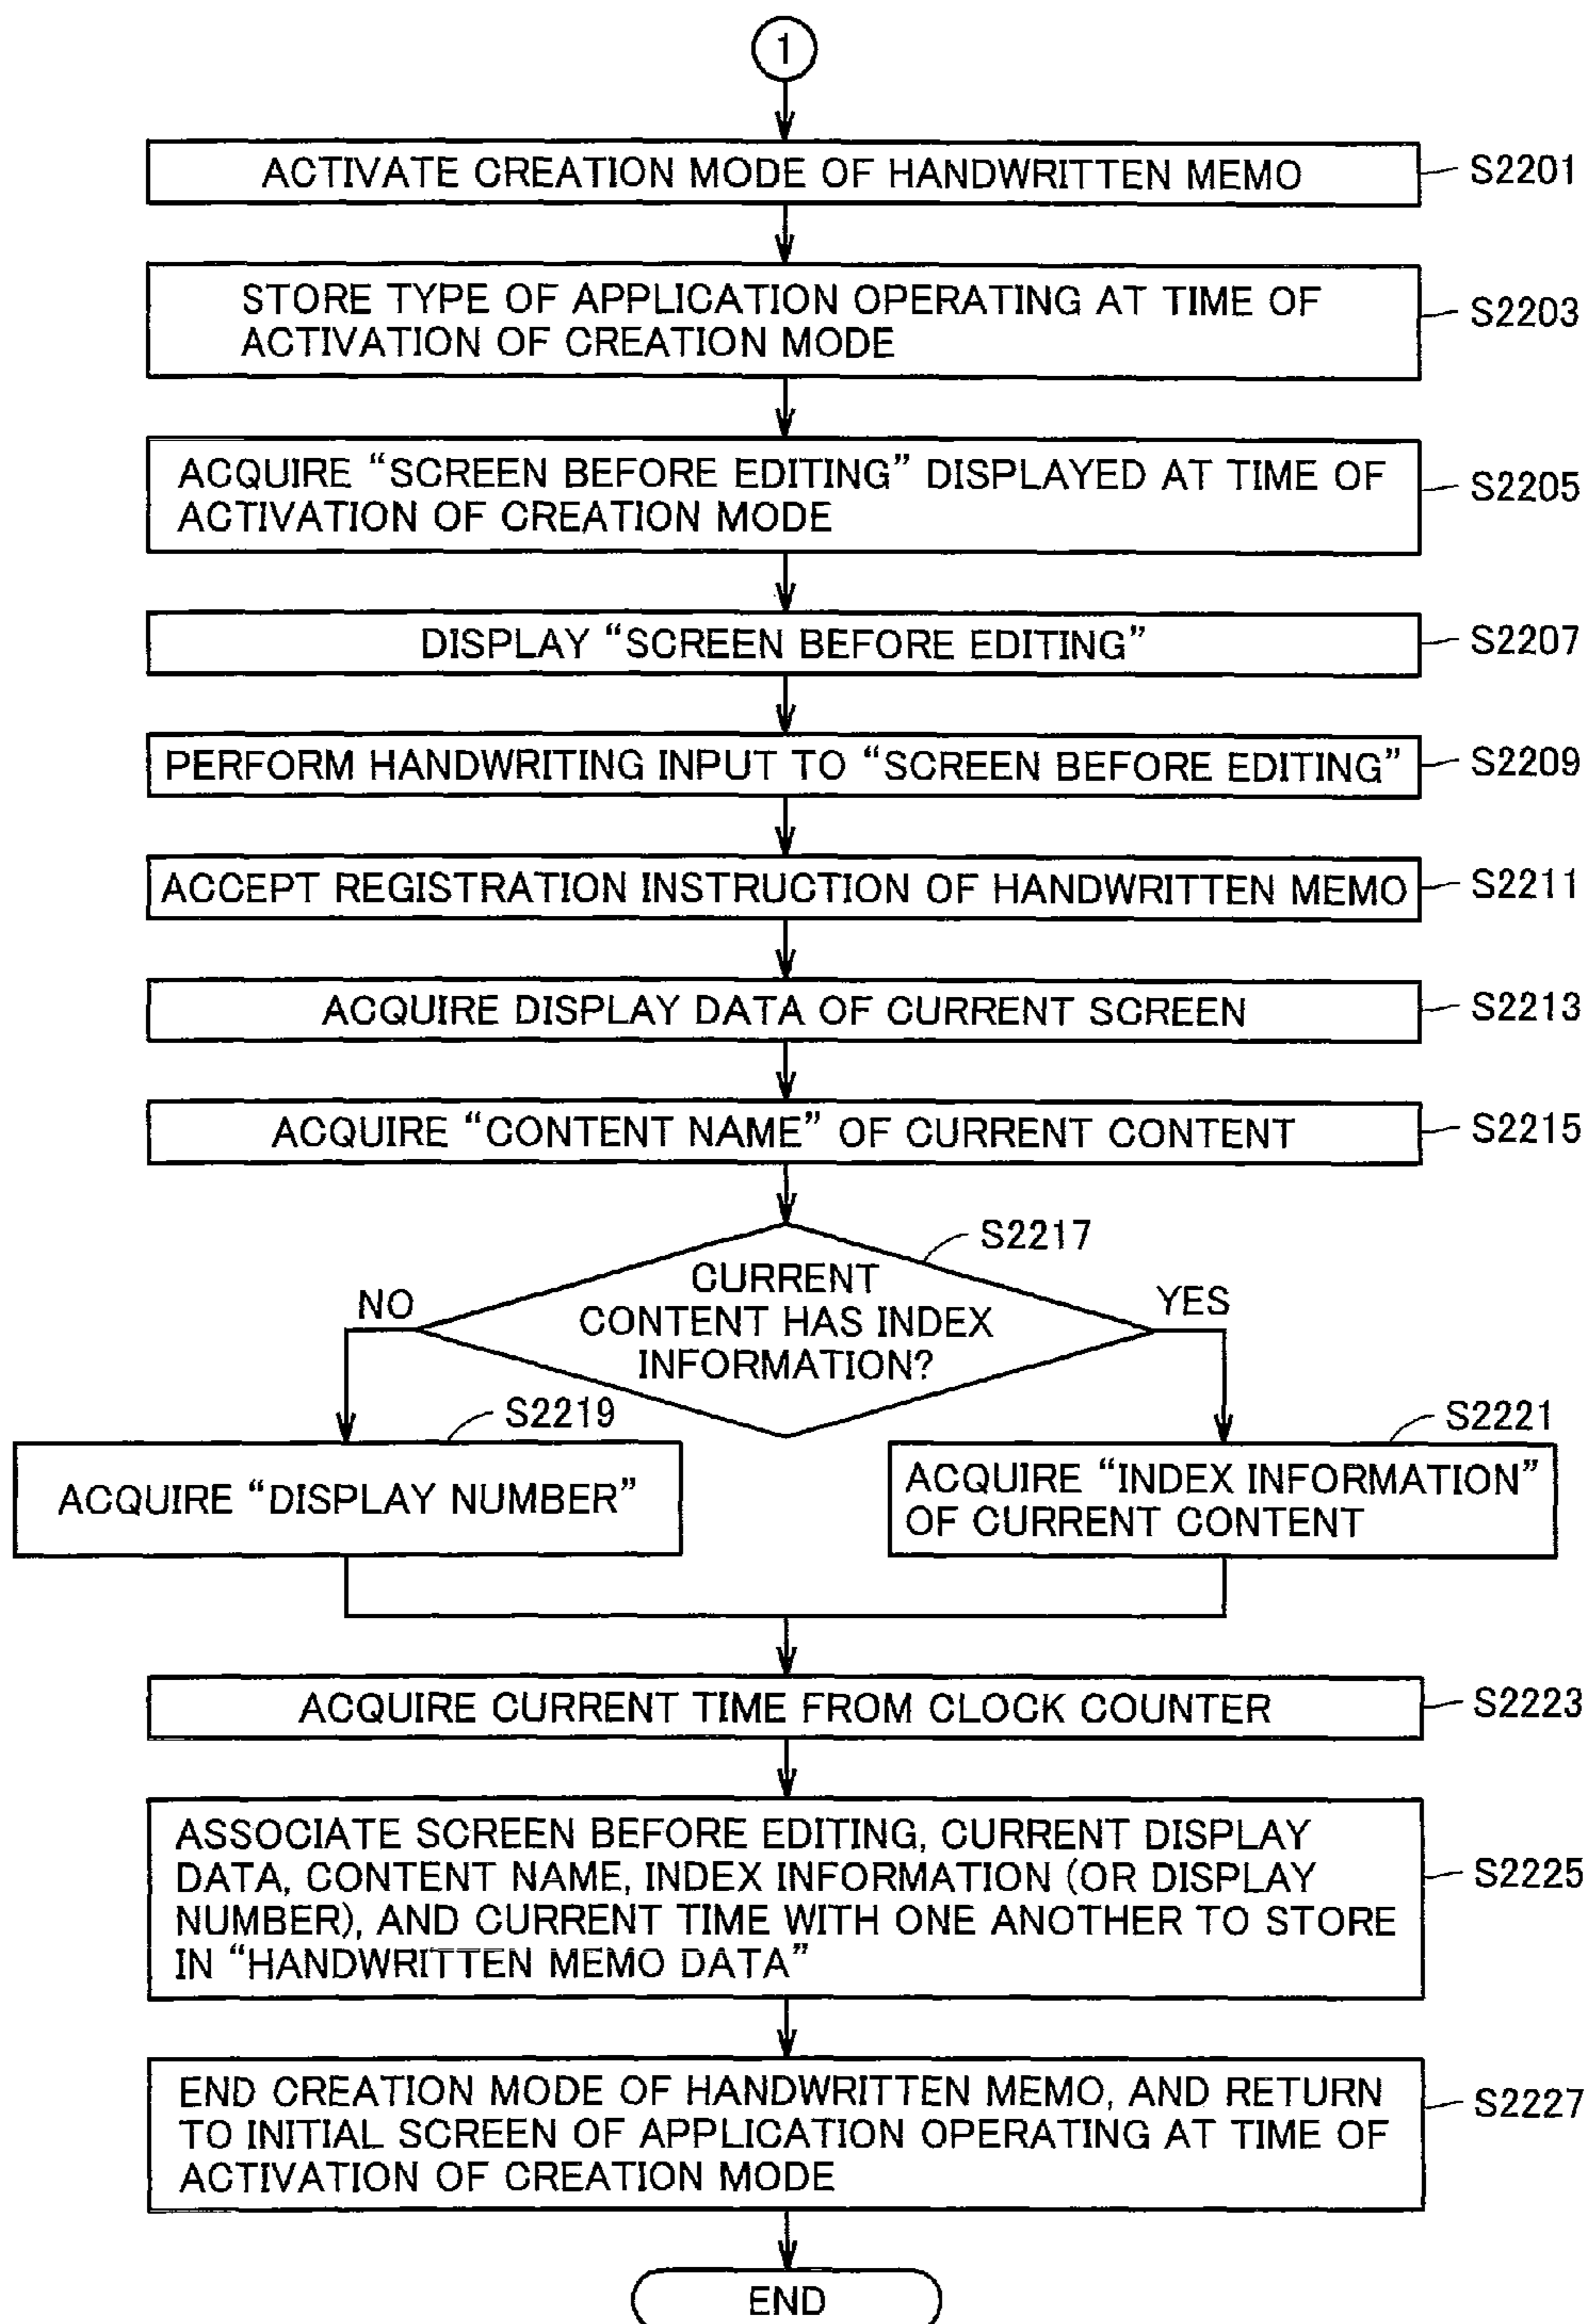 1
ACTIVATE CREATION MODE OF HANDWRITTEN MEMO
S2201
STORE TYPE OF APPLICATION OPERATING AT TIME OF
ACTIVATION OF CREATION MODE
S2203
ACQUIRE “SCREEN BEFORE EDITING” DISPLAYED AT TIME OF
ACTIVATION OF CREATION MODE
S2205
DISPLAY “SCREEN BEFORE EDITING”
S2207
PERFORM HANDWRITING INPUT TO “SCREEN BEFORE EDITING”
S2209
ACCEPT REGISTRATION INSTRUCTION OF HANDWRITTEN MEMO
S2211
ACQUIRE DISPLAY DATA OF CURRENT SCREEN
S2213
ACQUIRE “CONTENT NAME” OF CURRENT CONTENT
S2215
S2217
CURRENT
CONTENT HAS INDEX
INFORMATION?
NO
YES
S2219
ACQUIRE “DISPLAY NUMBER”
S2221
ACQUIRE “INDEX INFORMATION”
OF CURRENT CONTENT
ACQUIRE CURRENT TIME FROM CLOCK COUNTER
S2223
ASSOCIATE SCREEN BEFORE EDITING, CURRENT DISPLAY
DATA, CONTENT NAME, INDEX INFORMATION (OR DISPLAY
NUMBER), AND CURRENT TIME WITH ONE ANOTHER TO STORE
IN “HANDWRITTEN MEMO DATA”
S2225
END CREATION MODE OF HANDWRITTEN MEMO, AND RETURN
TO INITIAL SCREEN OF APPLICATION OPERATING AT TIME OF
ACTIVATION OF CREATION MODE
S2227
END